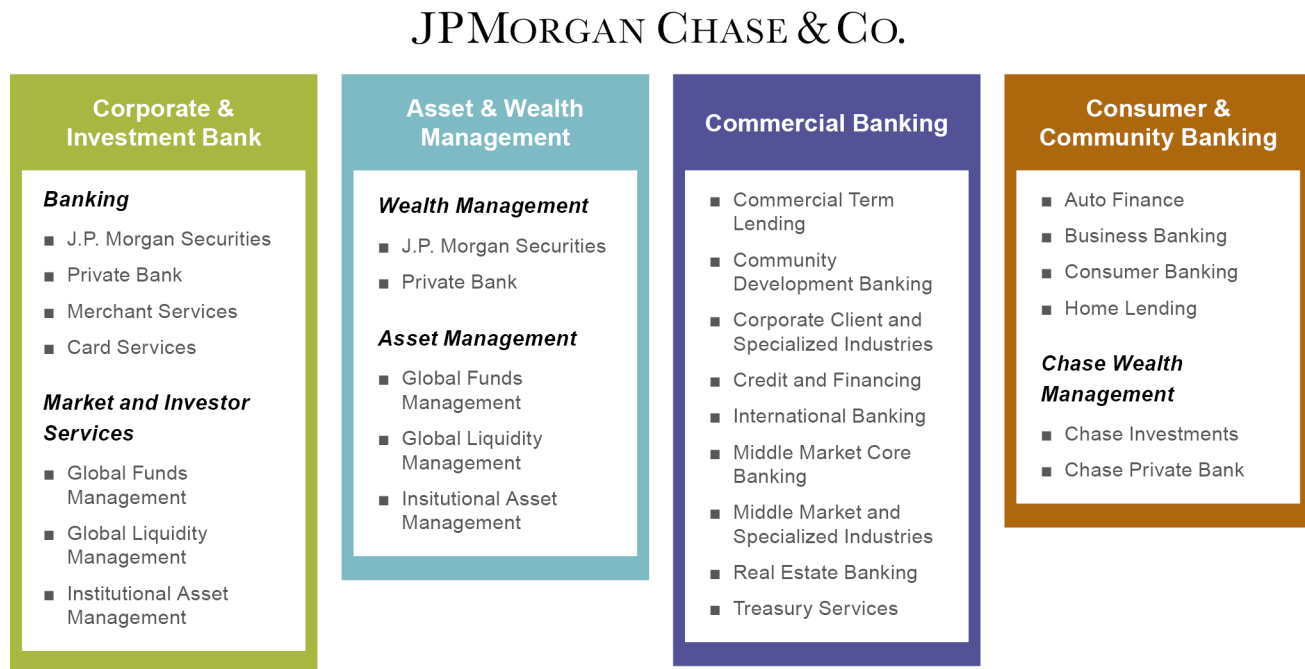 JPMORGAN CHASE & CO.
Corporate &
Investment Bank
Banking
■ J.P. Morgan Securities
■ Private Bank
■ Merchant Services
■ Card Services
Market and Investor
Services
■ Global Funds
Management
■ Global Liquidity
Management
■ Institutional Asset
Management
Asset & Wealth
Management
Wealth Management
■ J.P. Morgan Securities
■ Private Bank
Asset Management
■ Global Funds
Management
■ Global Liquidity
Management
■ Insitutional Asset
Management
Commercial Banking
■ Commercial Term
Lending
■ Community
Development Banking
■ Corporate Client and
Specialized Industries
■ Credit and Financing
■ International Banking
■ Middle Market Core
Banking
■ Middle Market and
Specialized Industries
■ Real Estate Banking
■ Treasury Services
Consumer &
Community Banking
■ Auto Finance
■ Business Banking
■ Consumer Banking
■ Home Lending
Chase Wealth
Management
■ Chase Investments
■ Chase Private Bank